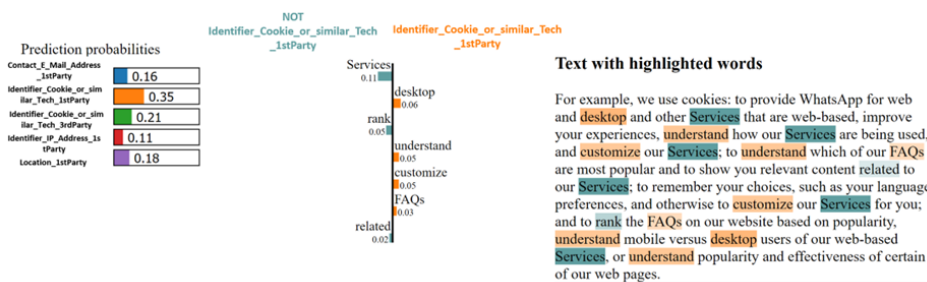 Prediction probabilities
Contact_E_Mail_Address
_1stParty
0.16
Identifier_Cookie_or_sim
ilar_Tech_1stParty
0.35
Identifier_Cookie_or_sim
ilar_Tech_3rdParty
0.21
Identifier_IP_Address_1s
tParty
0.11
Location_1stParty
0.18
NOT
Identifier_Cookie_or_similar_Tech
_1stParty
Identifier_Cookie_or_similar_Tech
_1stParty
Services
0.11
desktop
0.06
rank
0.05
understand
0.05
customize
0.05
FAQs
0.03
related
0.02
Text with highlighted words
For example, we use cookies: to provide WhatsApp for web
and desktop and other Services that are web-based, improve
your experiences, understand how our Services are being used,
and customize our Services; to understand which of our FAQs
are most popular and to show you relevant content related to
our Services; to remember your choices, such as your language
preferences, and otherwise to customize our Services for you;
and to rank the FAQs on our website based on popularity,
understand mobile versus desktop users of our web-based
Services, or understand popularity and effectiveness of certain
of our web pages.